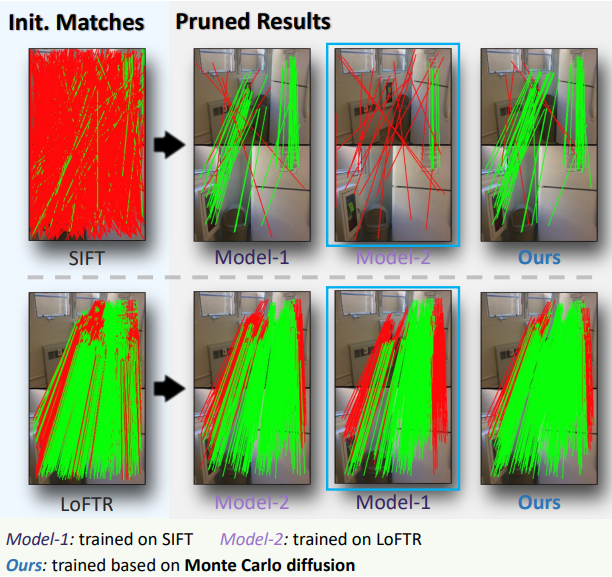 Init. Matches Pruned Results
SIFT Model-1 Model-2 Ours
LoFTR Model-2 Model-1 Ours
Model-1: trained on SIFT Model-2: trained on LoFTR
Ours: trained based on Monte Carlo diffusion